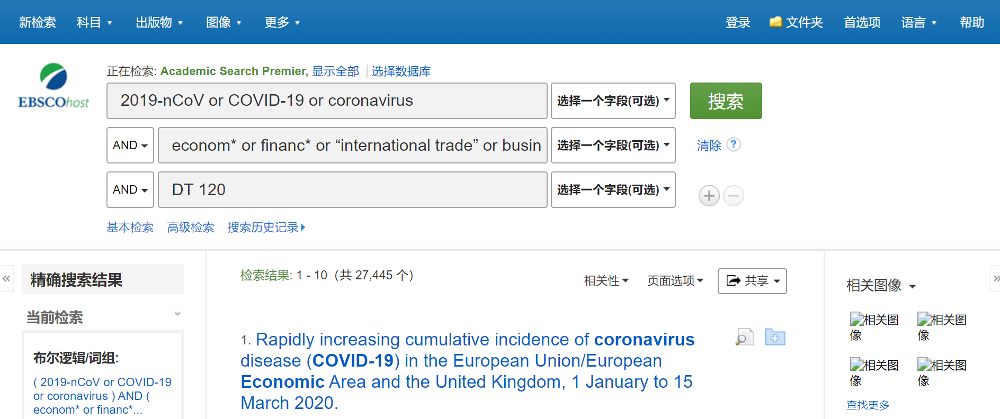 新检索 科目 出版物 图像 更多 登录 文件夹 首选项 语言 帮助
正在检索: Academic Search Premier, 显示全部 选择数据库
EBSCOhost
2019-nCoV or COVID-19 or coronavirus 选择一个字段(可选) 搜索
AND econom* or financ* or “international trade” or busin 选择一个字段(可选) 清除 ?
AND DT 120 选择一个字段(可选)
基本检索 高级检索 搜索历史记录
«
精确搜索结果
当前检索
布尔逻辑/词组:
( 2019-nCoV or COVID-19
or coronavirus ) AND (
econom* or financ*...
检索结果: 1 - 10（共 27,445 个）
相关性 页面选项 共享
1. Rapidly increasing cumulative incidence of coronavirus
disease (COVID-19) in the European Union/European
Economic Area and the United Kingdom, 1 January to 15
March 2020.
»
相关图像
相关图 相关图
像 像
相关图 相关图
像 像
查找更多